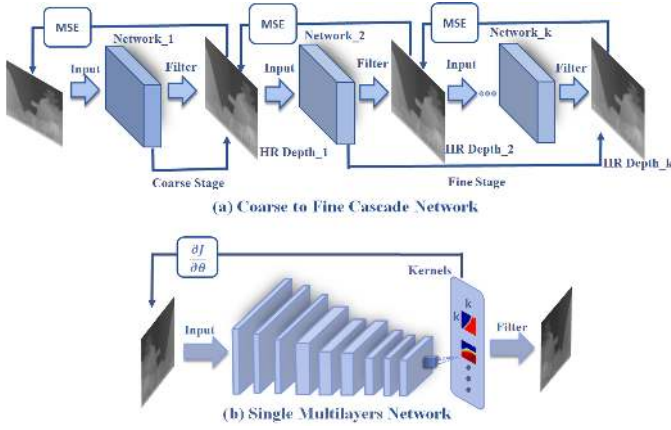 MSE
MSE
MSE
Network_1
Network_2
Network_k
Input
Filter
Input
Filter
Input
Filter
HR Depth_1
HR Depth_2
HR Depth_k
Coarse Stage
Fine Stage
(a) Coarse to Fine Cascade Network
∂J
∂θ
Kernels
k
k
Input
Filter
(b) Single Multilayers Network